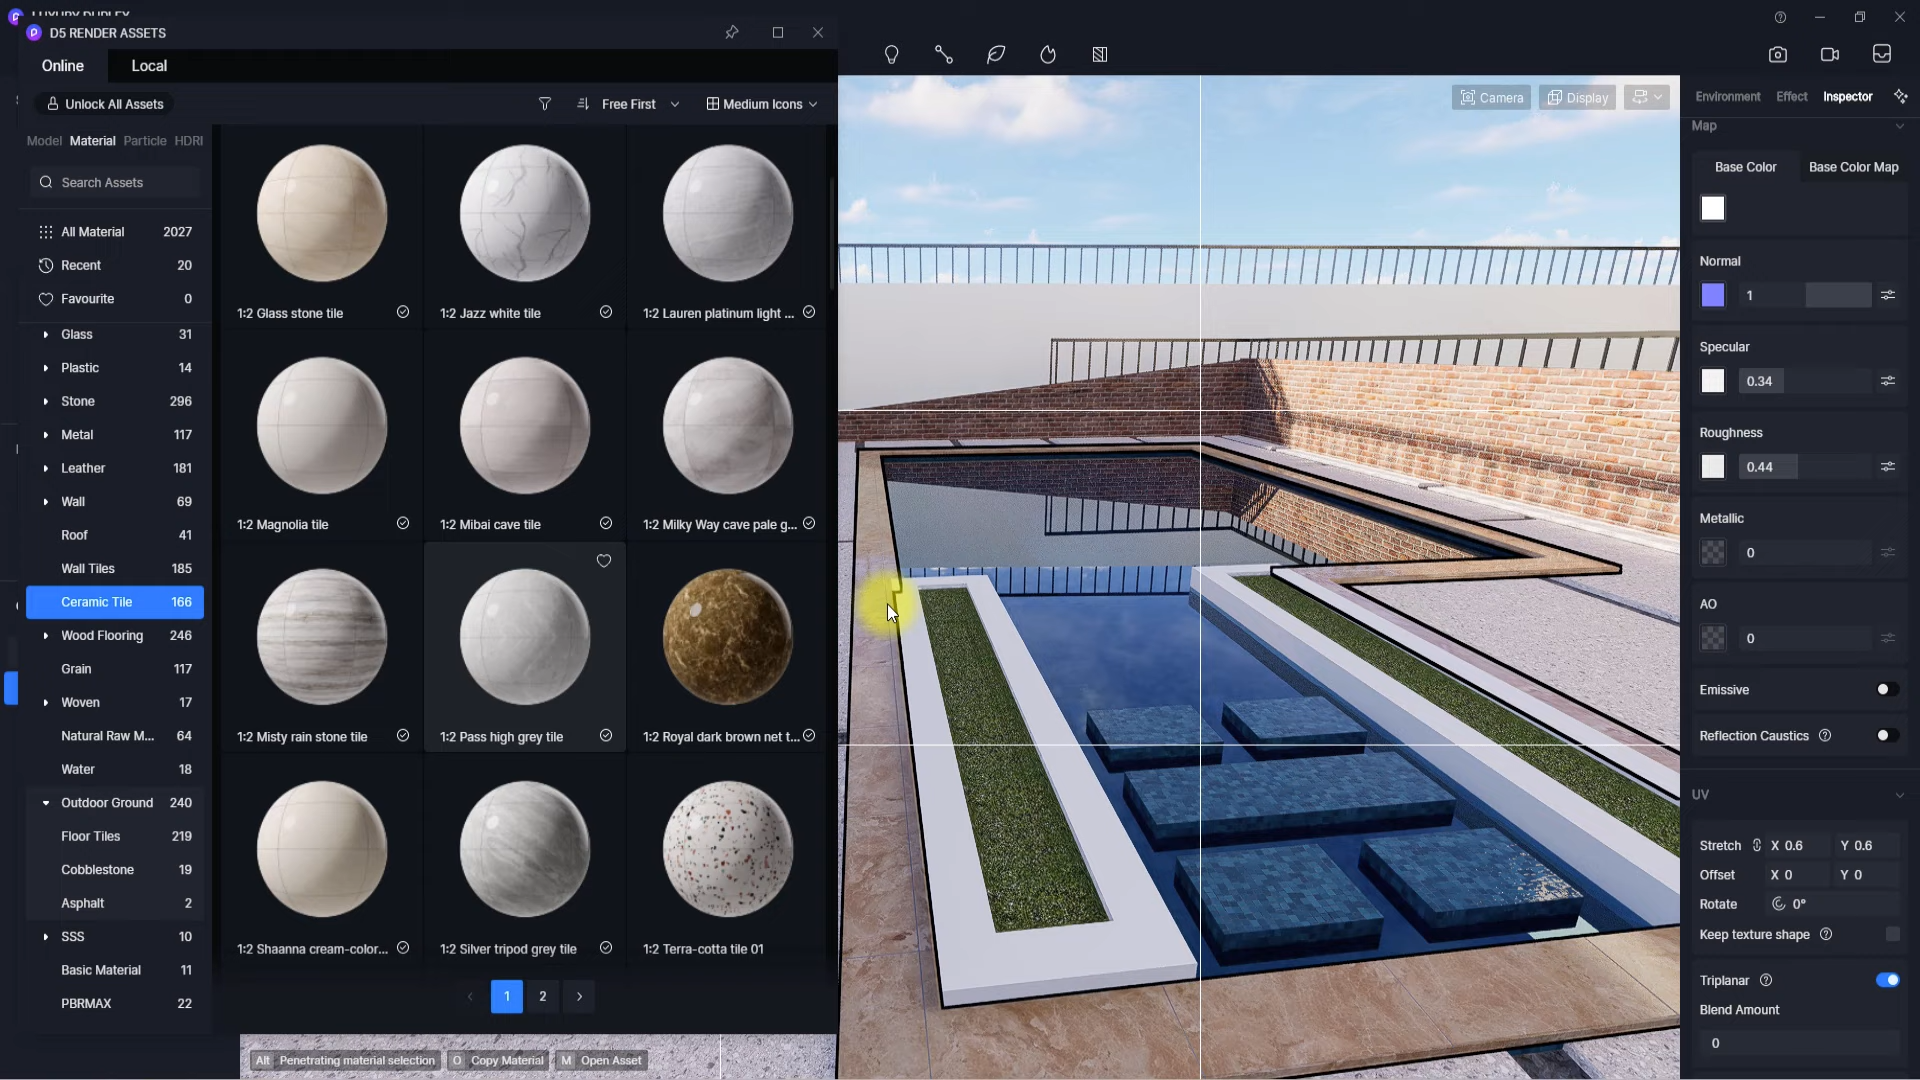 D5 RENDER ASSETS
Online
Local
Unlock All Assets
Free First
Medium Icons
Camera
Display
Environment
Effect
Inspector
Model
Material
Particle
HDRI
Search Assets
All Material 2027
Recent 20
Favourite 0
Glass 31
Plastic 14
Stone 296
Metal 117
Leather 181
Wall 69
Roof 41
Wall Tiles 185
Ceramic Tile 166
Wood Flooring 246
Grain 117
Woven 17
Natural Raw M... 64
Water 18
Outdoor Ground 240
Floor Tiles 219
Cobblestone 19
Asphalt 2
SSS 10
Basic Material 11
PBRMAX 22
1:2 Glass stone tile
1:2 Jazz white tile
1:2 Lauren platinum light ...
1:2 Magnolia tile
1:2 Mibai cave tile
1:2 Milky Way cave pale g...
1:2 Misty rain stone tile
1:2 Pass high grey tile
1:2 Royal dark brown net t...
1:2 Shaanna cream-color...
1:2 Silver tripod grey tile
1:2 Terra-cotta tile 01
1
2
Alt Penetrating material selection O Copy Material M Open Asset
Map
Base Color
Base Color Map
Normal
1
Specular
0.34
Roughness
0.44
Metallic
0
AO
0
Emissive
Reflection Caustics
UV
Stretch X 0.6 Y 0.6
Offset X 0 Y 0
Rotate 0°
Keep texture shape
Triplanar
Blend Amount
0